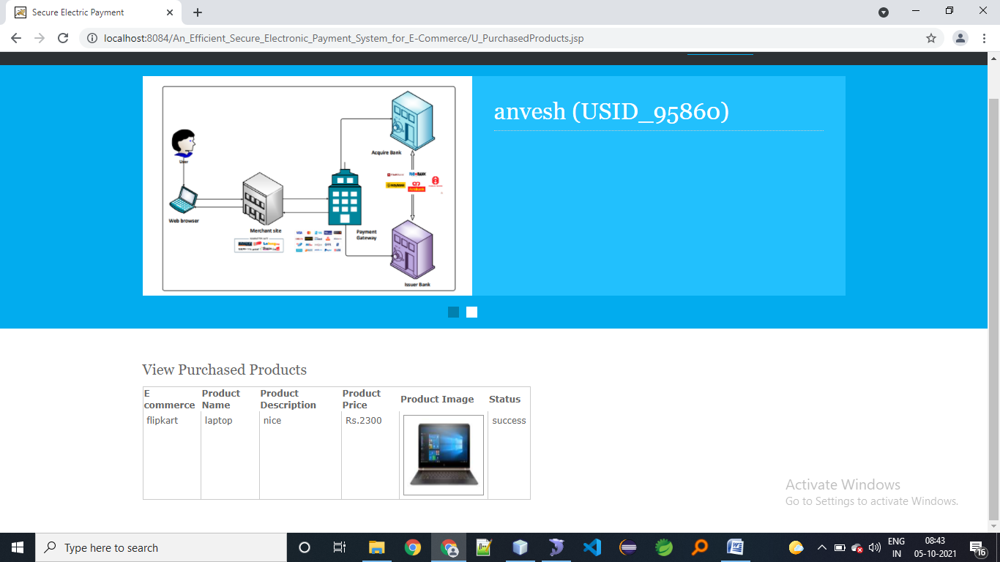 Secure Electric Payment
localhost:8084/An_Efficient_Secure_Electronic_Payment_System_for_E-Commerce/U_PurchasedProducts.jsp
anvesh (USID_95860)
Acquire Bank
User
Web browser
Merchant site
Payment
Gateway
Issuer Bank
View Purchased Products
E commerce Product Name Product Description Product Price Product Image Status
flipkart laptop nice Rs.2300 success
Activate Windows
Go to Settings to activate Windows.
Type here to search
ENG
IN
08:43
05-10-2021
16